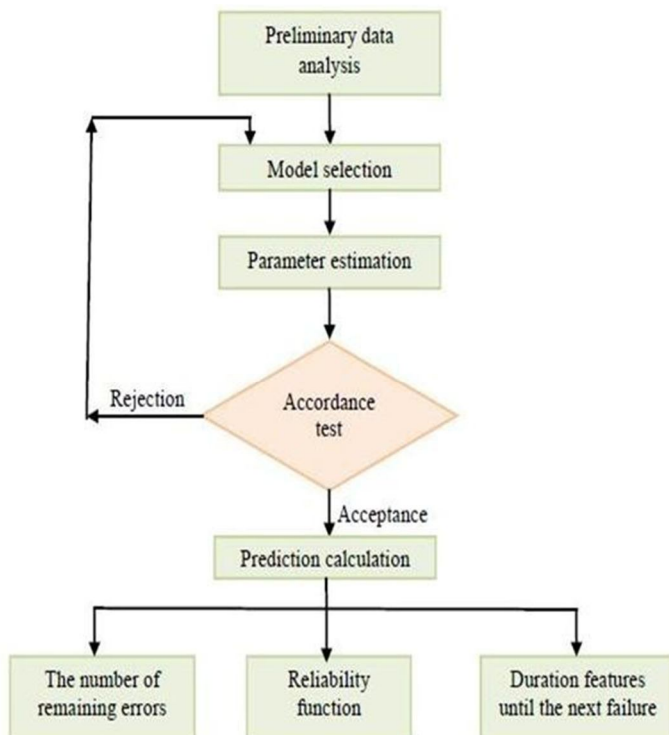 Preliminary data
analysis
Model selection
Parameter estimation
Rejection
Accordance
test
Acceptance
Prediction calculation
The number of
remaining errors
Reliability
function
Duration features
until the next failure